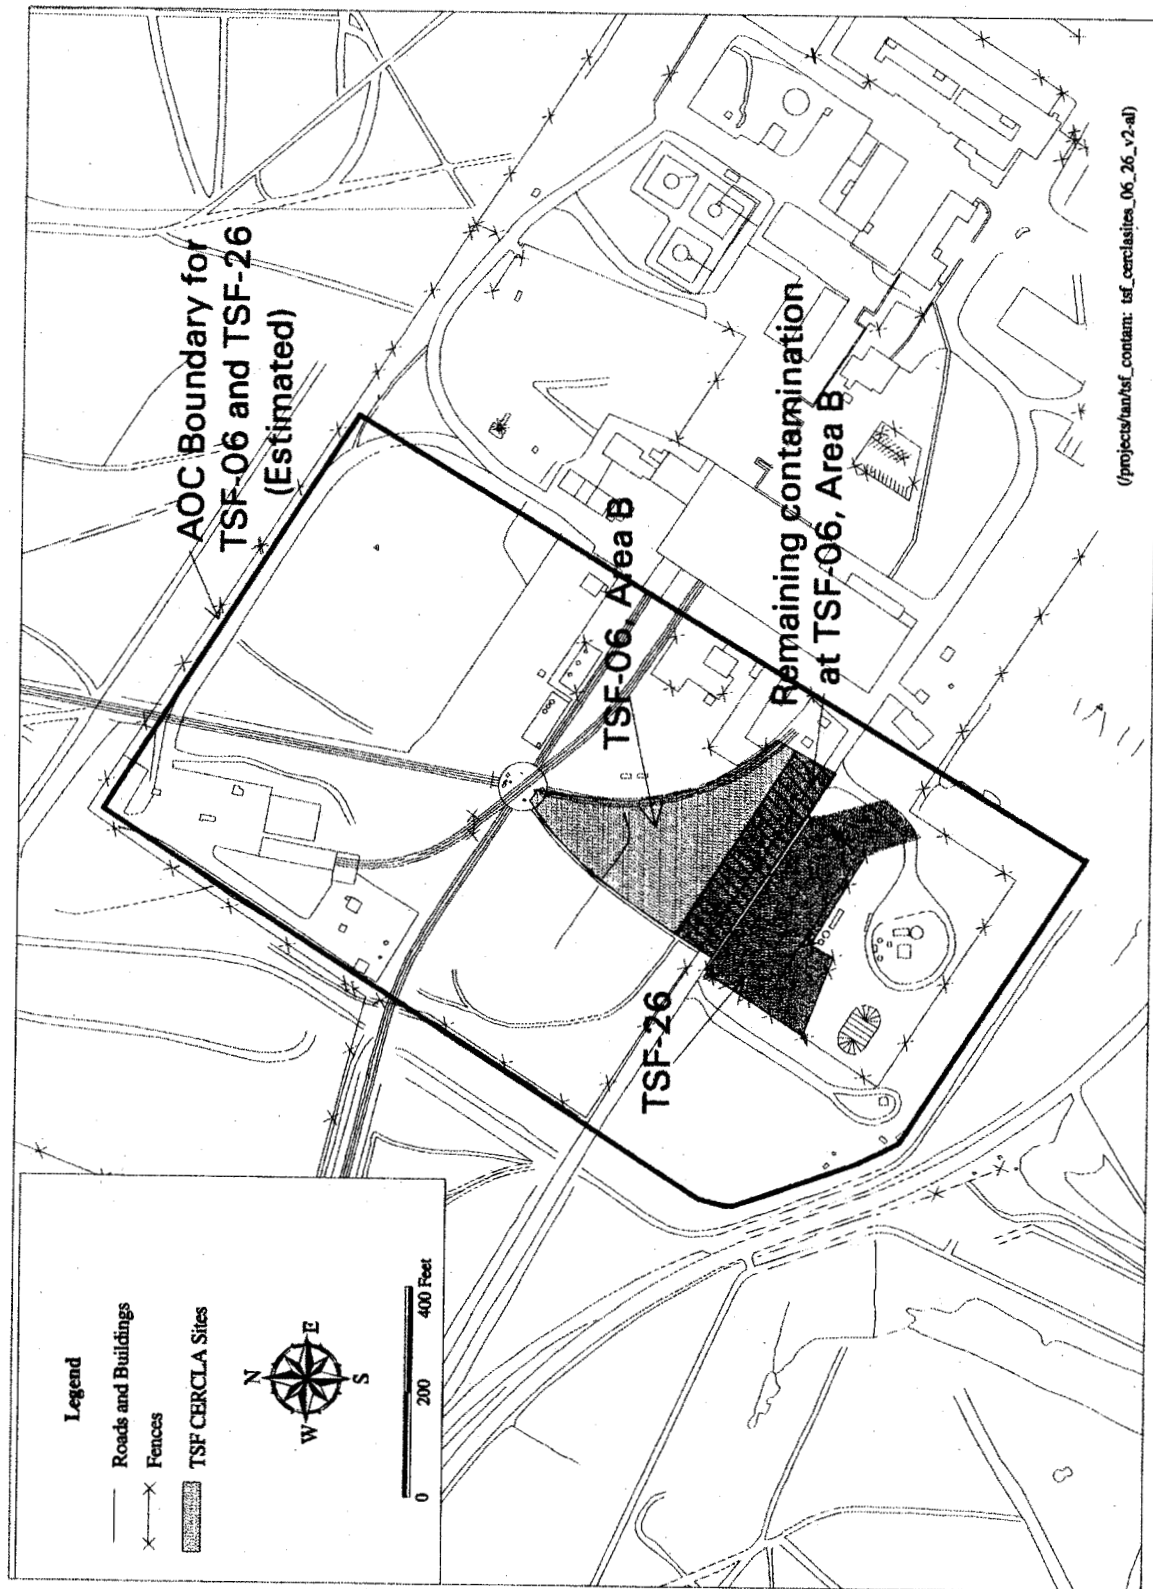 AOC Boundary for
TSF-06 and TSF-26
(Estimated)
TSF-06, Area B
Remaining contamination
at TSF-06, Area B
TSF-26
Legend
Roads and Buildings
Fences
TSF CERCLA Sites
N
W
E
S
0 200 400 Feet
(/projects/tan/tsf_contam: tsf_cerclasites_06_26_v2-al)